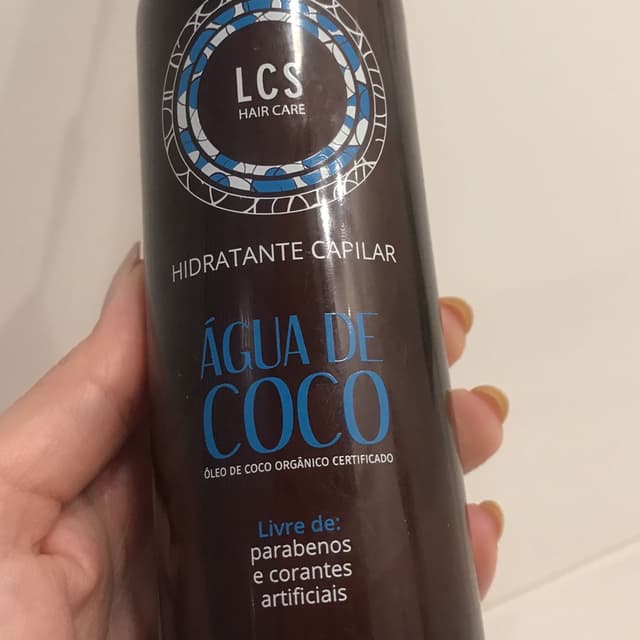 LCS
HAIR CARE
HIDRATANTE CAPILAR
ÁGUA DE
COCO
ÓLEO DE COCO ORGÂNICO CERTIFICADO
Livre de:
parabenos
e corantes
artificiais